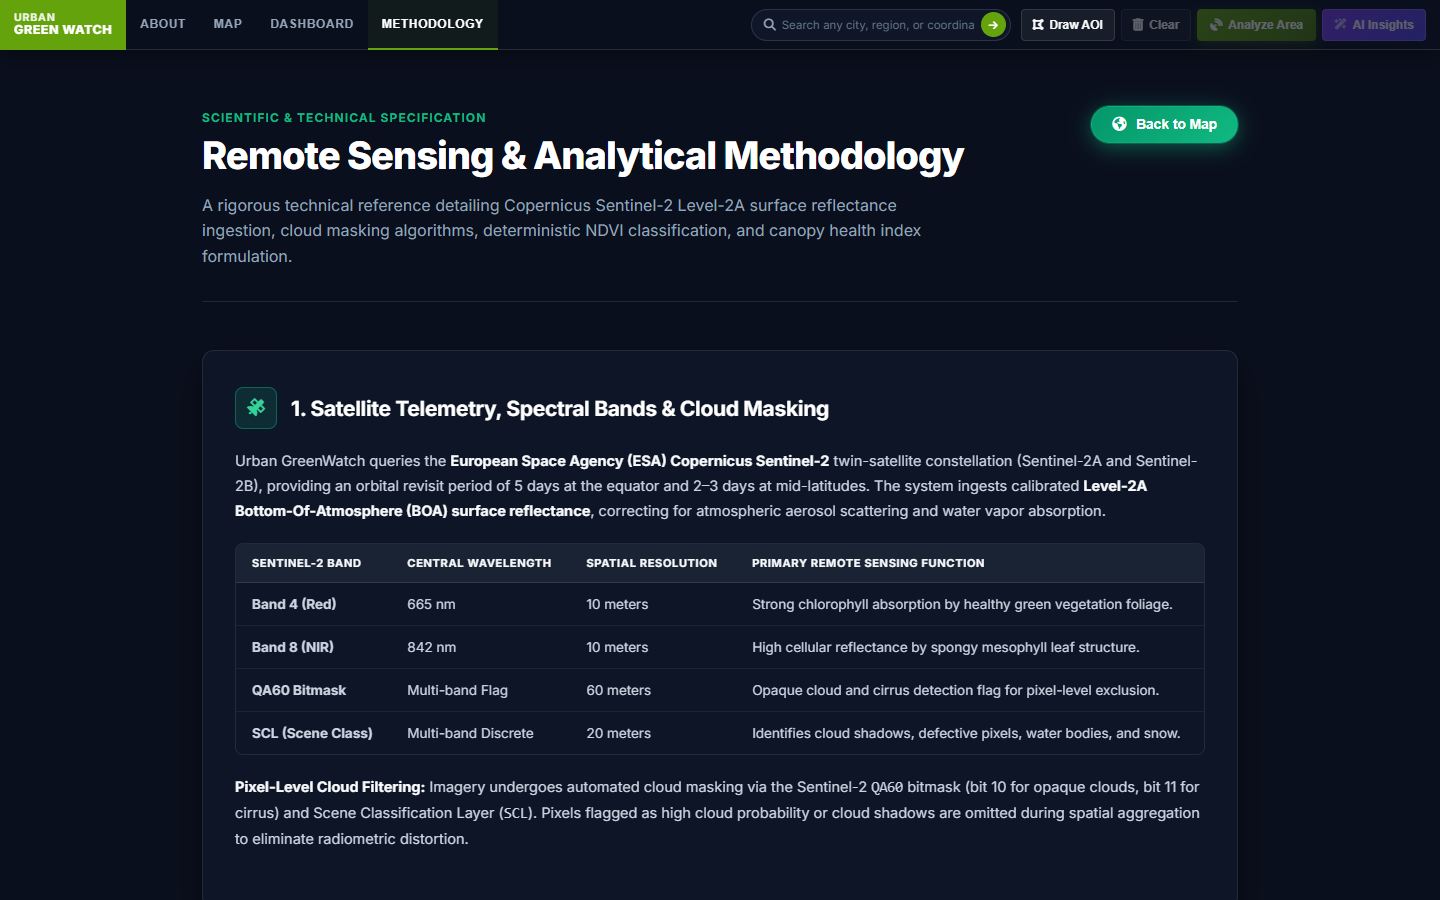 URBAN
GREEN WATCH
ABOUT
MAP
DASHBOARD
METHODOLOGY
Search any city, region, or coordina
Draw AOI
Clear
Analyze Area
AI Insights
SCIENTIFIC & TECHNICAL SPECIFICATION
Remote Sensing & Analytical Methodology
Back to Map
A rigorous technical reference detailing Copernicus Sentinel-2 Level-2A surface reflectance
ingestion, cloud masking algorithms, deterministic NDVI classification, and canopy health index
formulation.
1. Satellite Telemetry, Spectral Bands & Cloud Masking
Urban GreenWatch queries the European Space Agency (ESA) Copernicus Sentinel-2 twin-satellite constellation (Sentinel-2A and Sentinel-
2B), providing an orbital revisit period of 5 days at the equator and 2–3 days at mid-latitudes. The system ingests calibrated Level-2A
Bottom-Of-Atmosphere (BOA) surface reflectance, correcting for atmospheric aerosol scattering and water vapor absorption.
SENTINEL-2 BAND CENTRAL WAVELENGTH SPATIAL RESOLUTION PRIMARY REMOTE SENSING FUNCTION
Band 4 (Red) 665 nm 10 meters Strong chlorophyll absorption by healthy green vegetation foliage.
Band 8 (NIR) 842 nm 10 meters High cellular reflectance by spongy mesophyll leaf structure.
QA60 Bitmask Multi-band Flag 60 meters Opaque cloud and cirrus detection flag for pixel-level exclusion.
SCL (Scene Class) Multi-band Discrete 20 meters Identifies cloud shadows, defective pixels, water bodies, and snow.
Pixel-Level Cloud Filtering: Imagery undergoes automated cloud masking via the Sentinel-2 QA60 bitmask (bit 10 for opaque clouds, bit 11 for
cirrus) and Scene Classification Layer (SCL). Pixels flagged as high cloud probability or cloud shadows are omitted during spatial aggregation
to eliminate radiometric distortion.